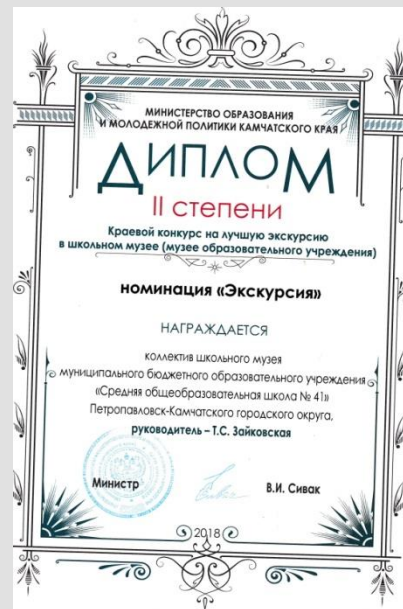 МИНИСТЕРСТВО ОБРАЗОВАНИЯ
И МОЛОДЕЖНОЙ ПОЛИТИКИ КАМЧАТСКОГО КРАЯ
ДИПЛОМ
II степени
Краевой конкурс на лучшую экскурсию
в школьном музее (музее образовательного учреждения)
номинация «Экскурсия»
НАГРАЖДАЕТСЯ
коллектив школьного музея
муниципального бюджетного образовательного учреждения
«Средняя общеобразовательная школа № 41»
Петропавловск-Камчатского городского округа,
руководитель – Т.С. Зайковская
Министр
В.И. Сивак
2018